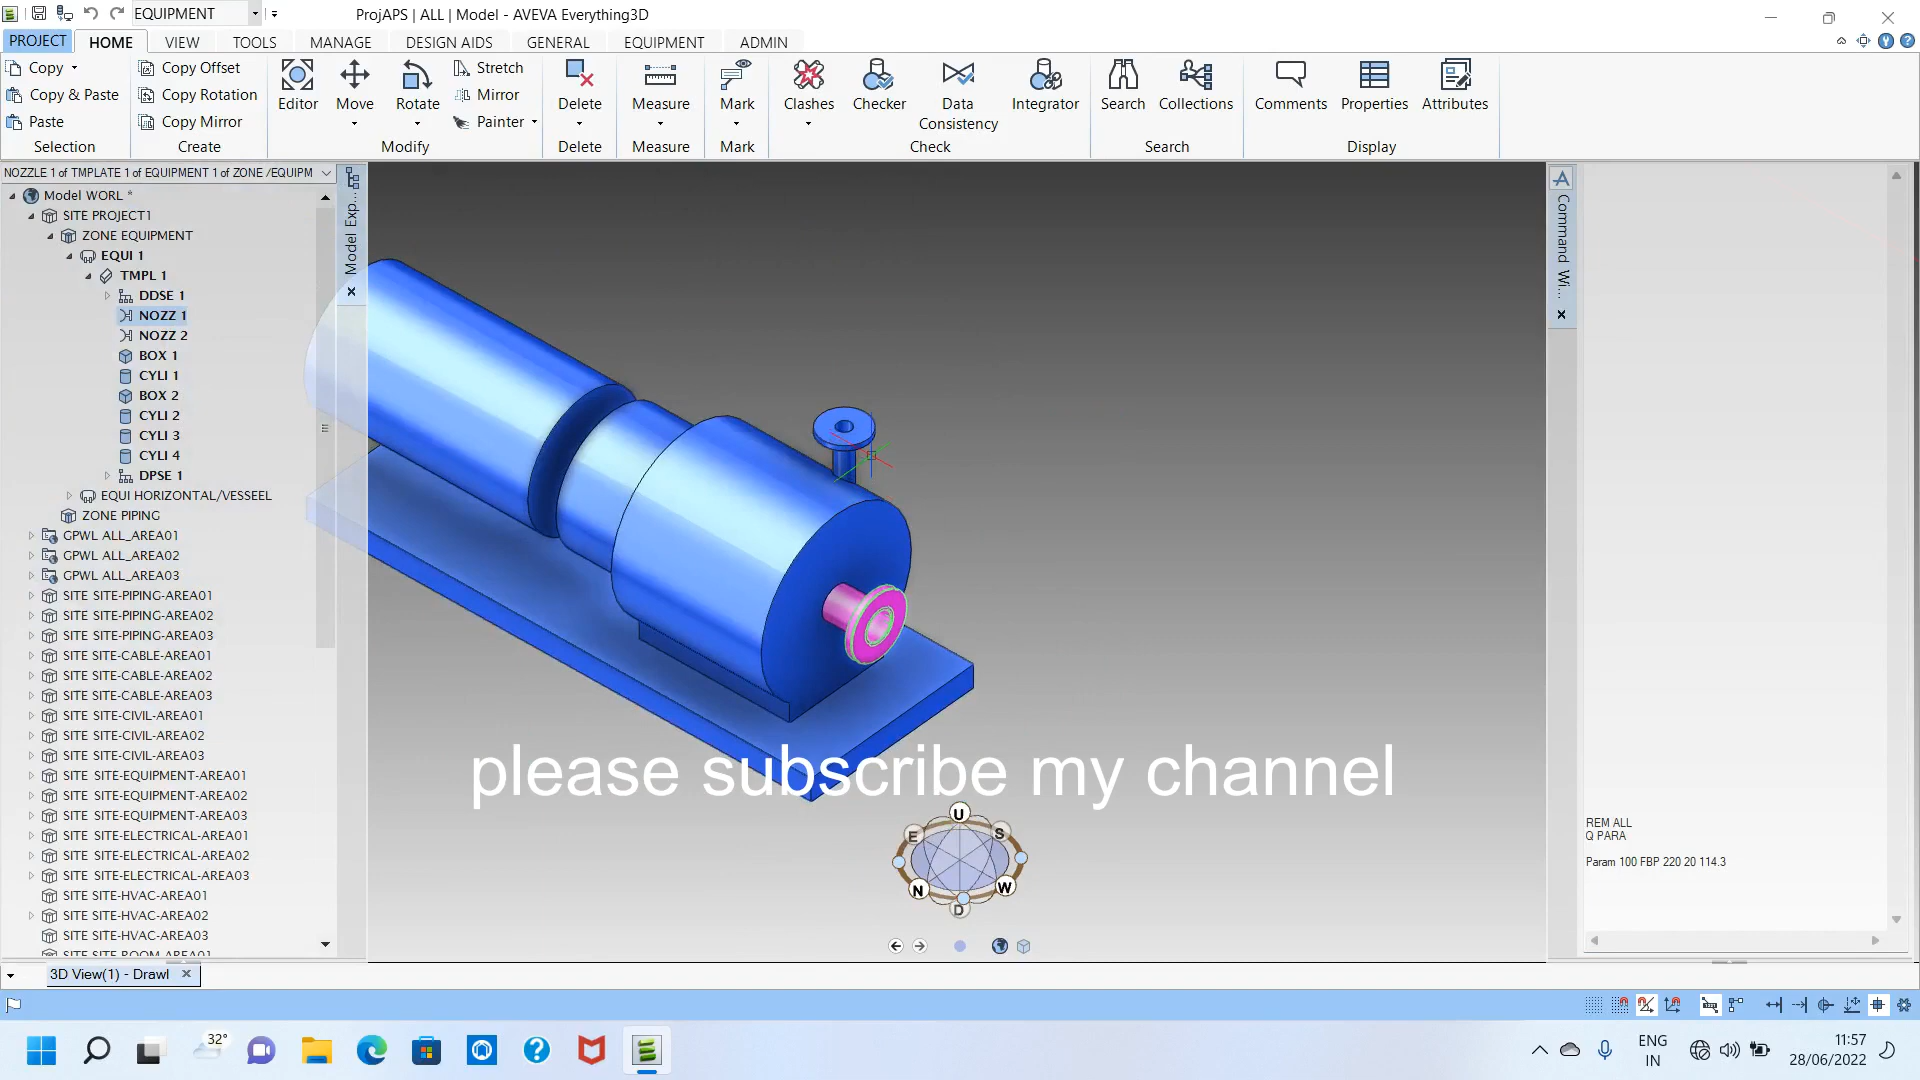 EQUIPMENT
ProjAPS | ALL | Model - AVEVA Everything3D
PROJECT HOME VIEW TOOLS MANAGE DESIGN AIDS GENERAL EQUIPMENT ADMIN
Copy
Copy & Paste
Paste
Selection
Copy Offset
Copy Rotation
Copy Mirror
Create
Editor
Move
Rotate
Stretch
Mirror
Painter
Modify
Delete
Delete
Measure
Measure
Mark
Mark
Clashes
Checker
Data
Consistency
Integrator
Check
Search
Collections
Search
Comments
Properties
Attributes
Display
NOZZLE 1 of TMPLATE 1 of EQUIPMENT 1 of ZONE /EQUIPM
Model WORL *
SITE PROJECT1
ZONE EQUIPMENT
EQUI 1
TMPL 1
DDSE 1
NOZZ 1
NOZZ 2
BOX 1
CYLI 1
BOX 2
CYLI 2
CYLI 3
CYLI 4
DPSE 1
EQUI HORIZONTAL/VESSEEL
ZONE PIPING
GPWL ALL_AREA01
GPWL ALL_AREA02
GPWL ALL_AREA03
SITE SITE-PIPING-AREA01
SITE SITE-PIPING-AREA02
SITE SITE-PIPING-AREA03
SITE SITE-CABLE-AREA01
SITE SITE-CABLE-AREA02
SITE SITE-CABLE-AREA03
SITE SITE-CIVIL-AREA01
SITE SITE-CIVIL-AREA02
SITE SITE-CIVIL-AREA03
SITE SITE-EQUIPMENT-AREA01
SITE SITE-EQUIPMENT-AREA02
SITE SITE-EQUIPMENT-AREA03
SITE SITE-ELECTRICAL-AREA01
SITE SITE-ELECTRICAL-AREA02
SITE SITE-ELECTRICAL-AREA03
SITE SITE-HVAC-AREA01
SITE SITE-HVAC-AREA02
SITE SITE-HVAC-AREA03
SITE SITE-ROOM-AREA01
Model Exp...
Command Wi...
please subscribe my channel
U
E S
N W
D
REM ALL
Q PARA
Param 100 FBP 220 20 114.3
3D View(1) - Drawl
32°
ENG
IN
11:57
28/06/2022